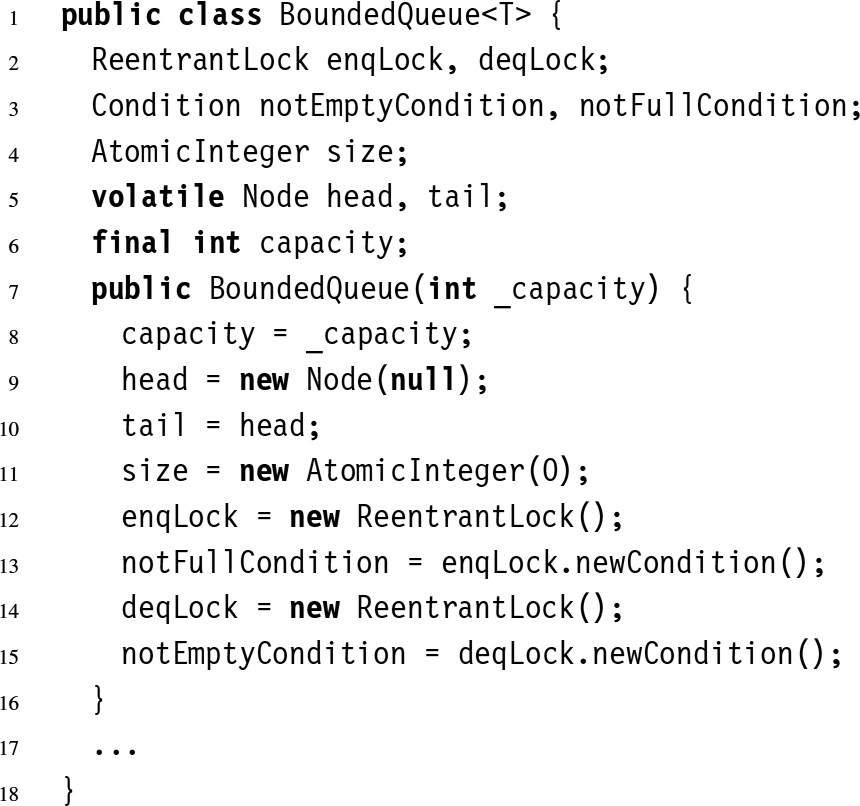 1 public class BoundedQueue<T> {
2 ReentrantLock enqLock, deqLock;
3 Condition notEmptyCondition, notFullCondition;
4 AtomicInteger size;
5 volatile Node head, tail;
6 final int capacity;
7 public BoundedQueue(int _capacity) {
8 capacity = _capacity;
9 head = new Node(null);
10 tail = head;
11 size = new AtomicInteger(0);
12 enqLock = new ReentrantLock();
13 notFullCondition = enqLock.newCondition();
14 deqLock = new ReentrantLock();
15 notEmptyCondition = deqLock.newCondition();
16 }
17 ...
18 }